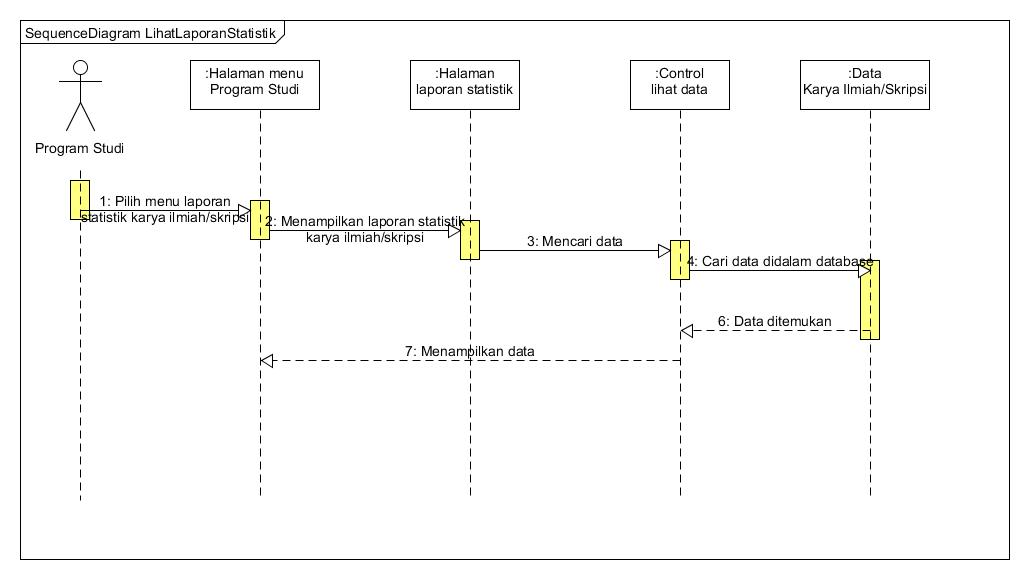 SequenceDiagram LihatLaporanStatistik
:Halaman menu
Program Studi
:Halaman
laporan statistik
:Control
lihat data
:Data
Karya Ilmiah/Skripsi
Program Studi
1: Pilih menu laporan
statistik karya ilmiah/skripsi
2: Menampilkan laporan statistik
karya ilmiah/skripsi
3: Mencari data
4: Cari data didalam database
6: Data ditemukan
7: Menampilkan data